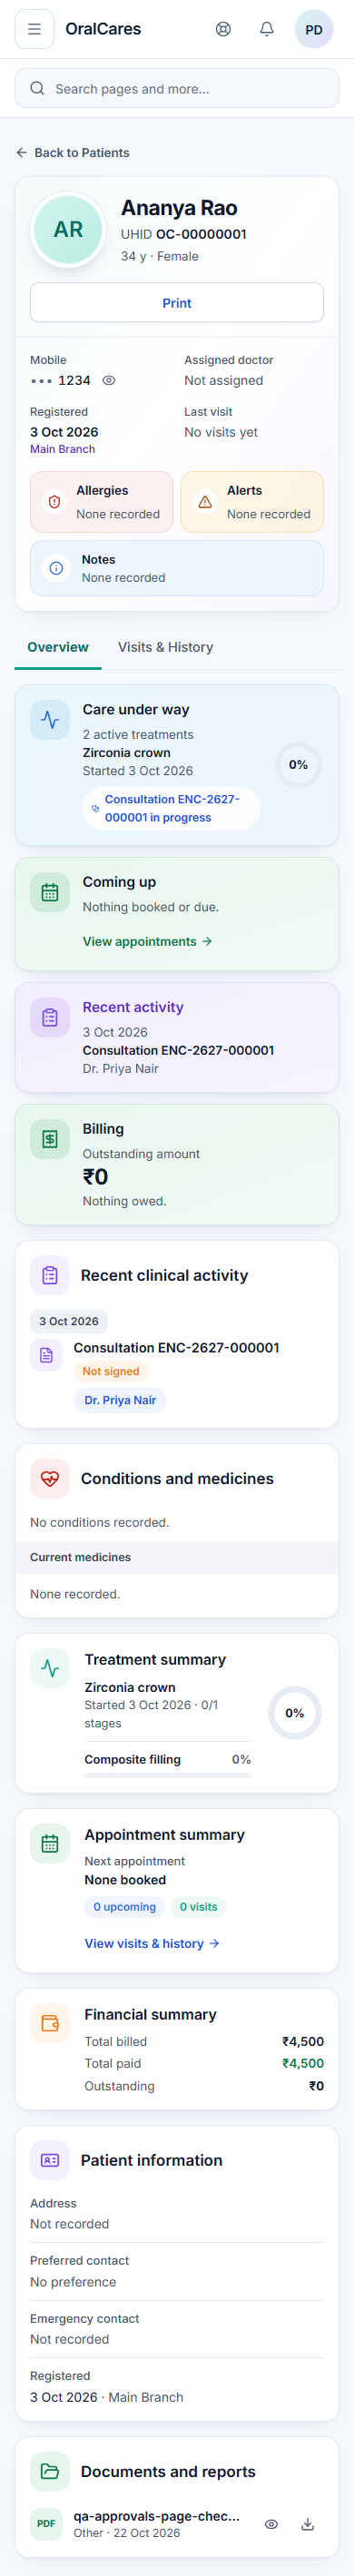 OralCares
PD
Search pages and more...
Back to Patients
AR
Ananya Rao
UHID OC-00000001
34 y · Female
Print
Mobile
••• 1234
Assigned doctor
Not assigned
Registered
3 Oct 2026
Main Branch
Last visit
No visits yet
Allergies
None recorded
Alerts
None recorded
Notes
None recorded
Overview
Visits & History
Care under way
2 active treatments
Zirconia crown
Started 3 Oct 2026
Consultation ENC-2627-
000001 in progress
0%
Coming up
Nothing booked or due.
View appointments →
Recent activity
3 Oct 2026
Consultation ENC-2627-000001
Dr. Priya Nair
Billing
Outstanding amount
₹0
Nothing owed.
Recent clinical activity
3 Oct 2026
Consultation ENC-2627-000001
Not signed
Dr. Priya Nair
Conditions and medicines
No conditions recorded.
Current medicines
None recorded.
Treatment summary
Zirconia crown
Started 3 Oct 2026 · 0/1
stages
0%
Composite filling 0%
Appointment summary
Next appointment
None booked
0 upcoming 0 visits
View visits & history →
Financial summary
Total billed ₹4,500
Total paid ₹4,500
Outstanding ₹0
Patient information
Address
Not recorded
Preferred contact
No preference
Emergency contact
Not recorded
Registered
3 Oct 2026 · Main Branch
Documents and reports
PDF
qa-approvals-page-chec...
Other · 22 Oct 2026